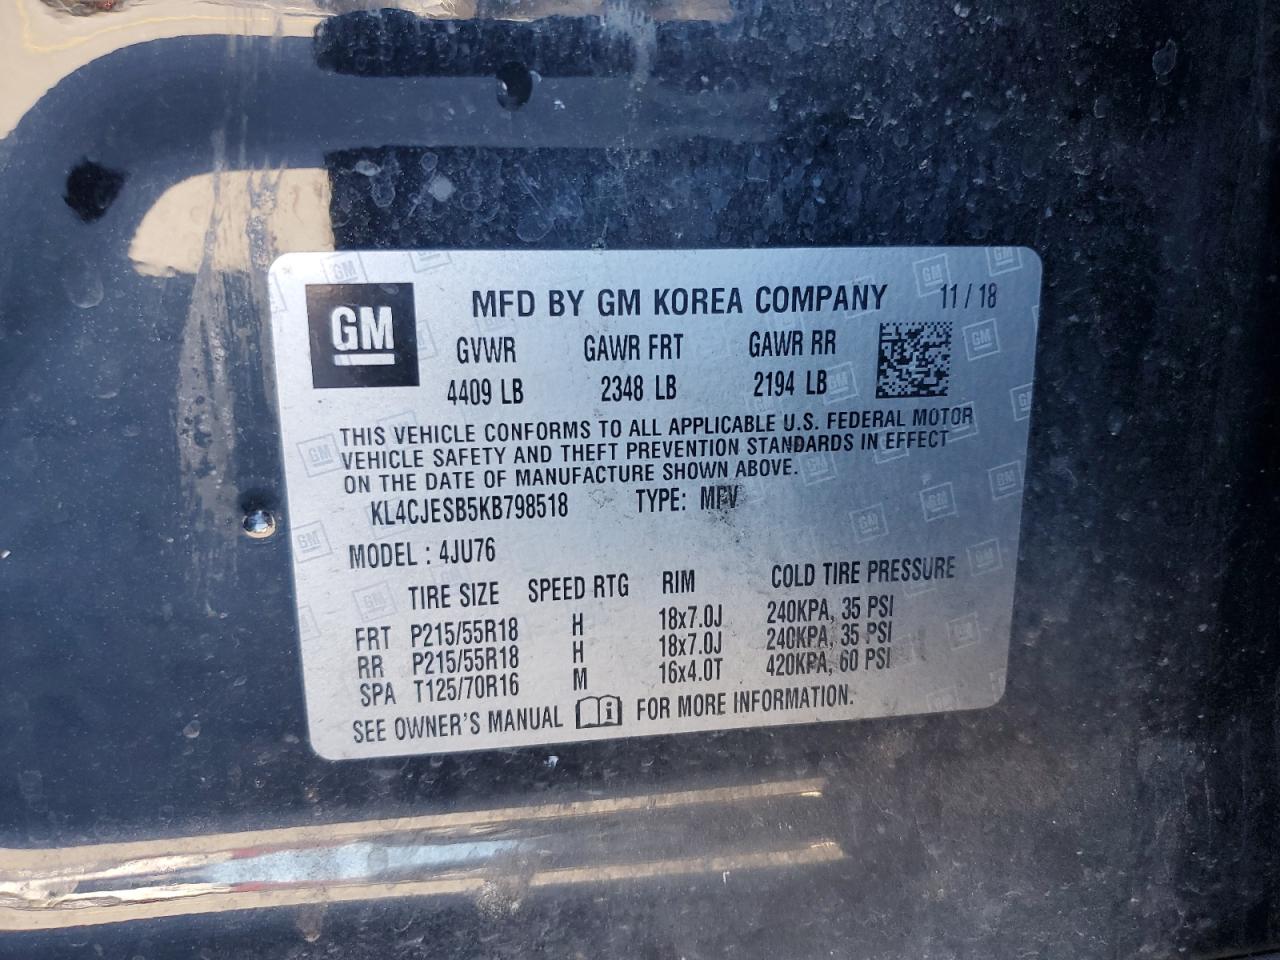 GM
MFD BY GM KOREA COMPANY 11 / 18
GVWR GAWR FRT GAWR RR
4409 LB 2348 LB 2194 LB
THIS VEHICLE CONFORMS TO ALL APPLICABLE U.S. FEDERAL MOTOR
VEHICLE SAFETY AND THEFT PREVENTION STANDARDS IN EFFECT
ON THE DATE OF MANUFACTURE SHOWN ABOVE.
KL4CJESB5KB798518 TYPE: MPV
MODEL : 4JU76
TIRE SIZE SPEED RTG RIM COLD TIRE PRESSURE
FRT P215/55R18 H 18x7.0J 240KPA, 35 PSI
RR P215/55R18 H 18x7.0J 240KPA, 35 PSI
SPA T125/70R16 M 16x4.0T 420KPA, 60 PSI
SEE OWNER'S MANUAL i FOR MORE INFORMATION.